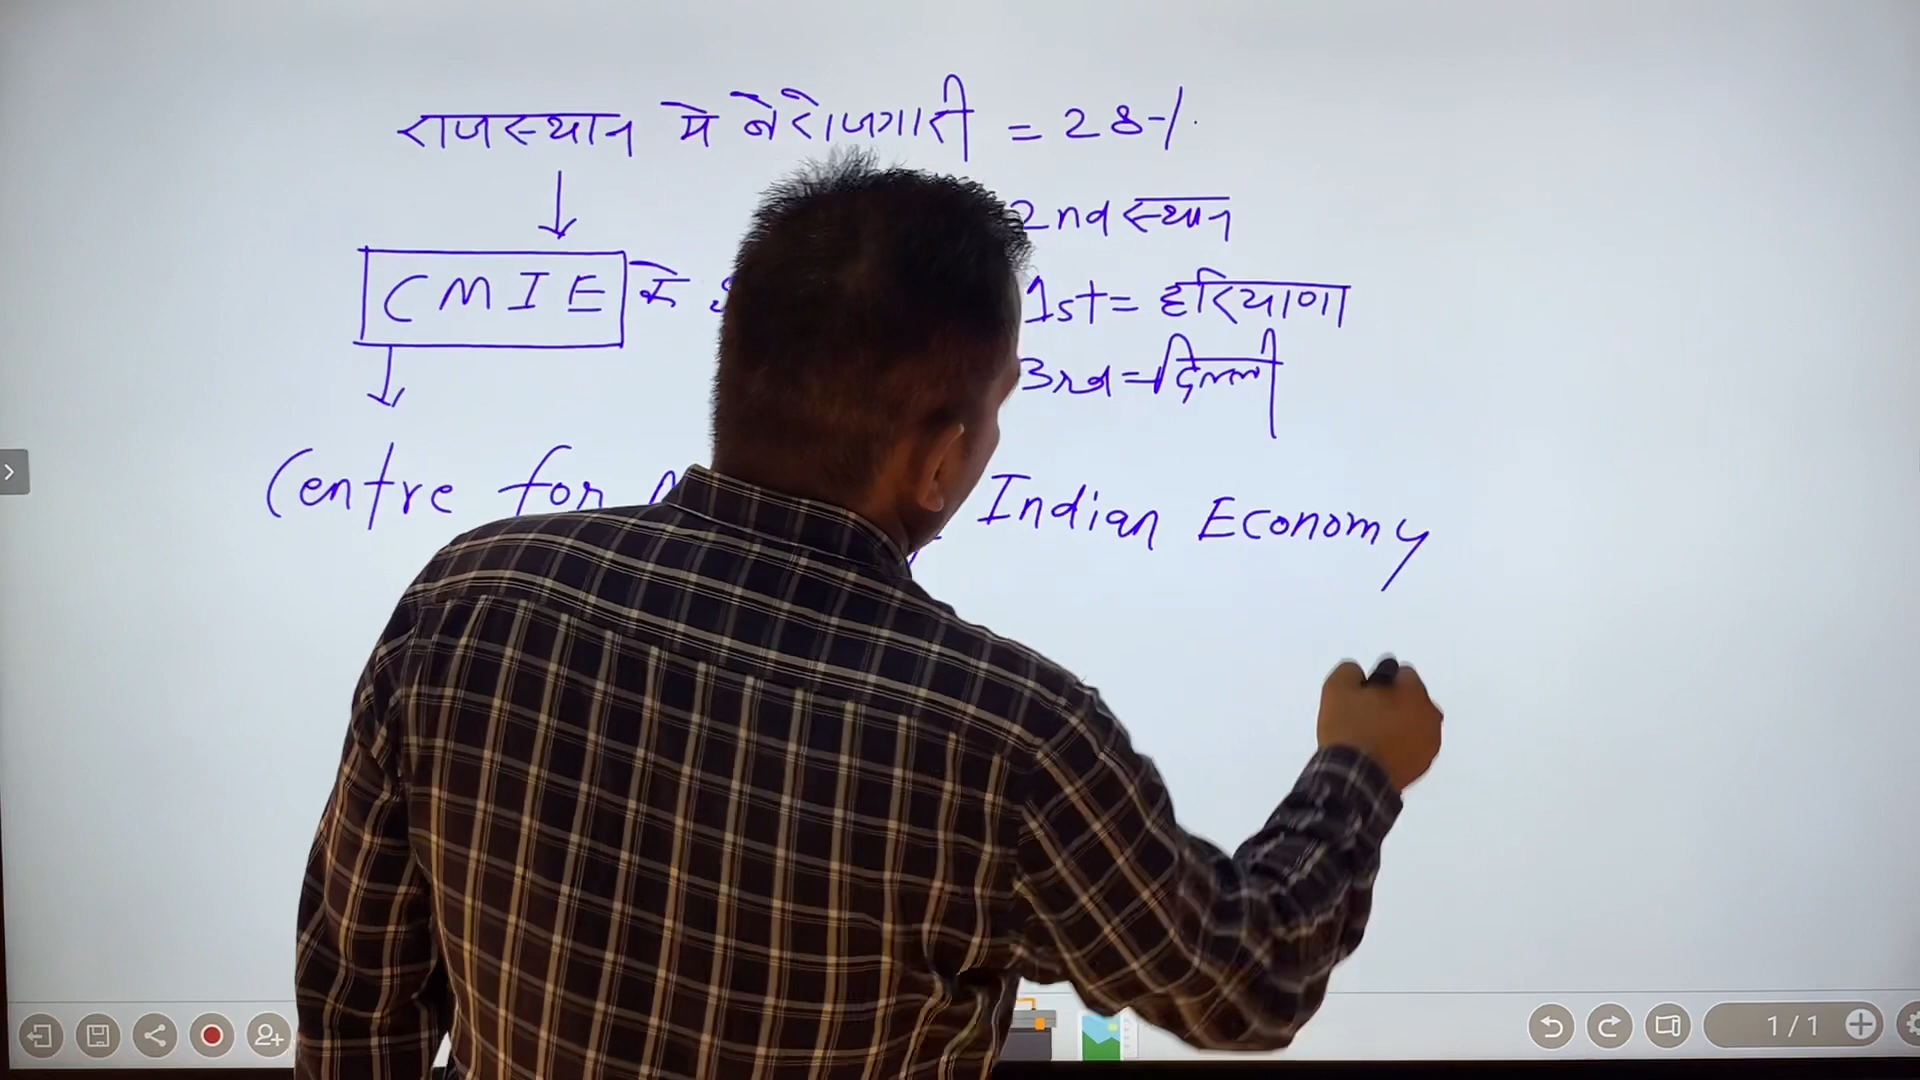 राजस्थान मे बेरोजगारी = 28%
2nd स्थान
CMIE के
1st = हरियाणा
3rd = दिल्ली
Centre for
Indian Economy
1/1